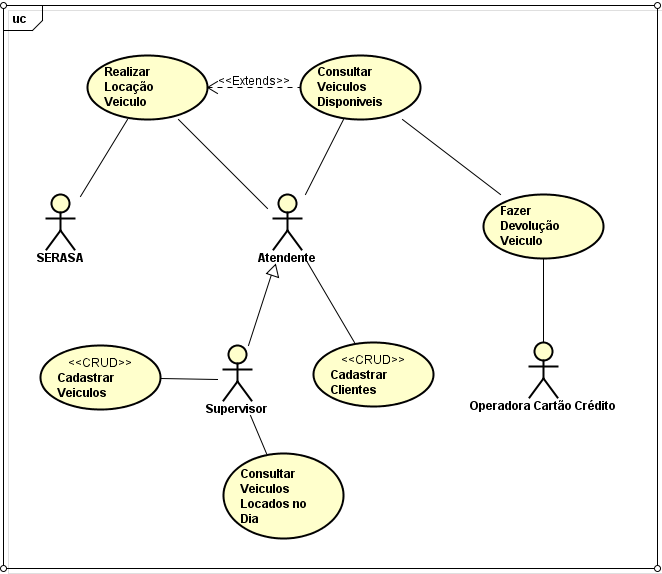 uc
Realizar
Locação
Veiculo
<<Extends>>
Consultar
Veiculos
Disponíveis
Fazer
Devolução
Veiculo
SERASA
Atendente
<<CRUD>>
Cadastrar
Veiculos
Supervisor
<<CRUD>>
Cadastrar
Clientes
Operadora Cartão Crédito
Consultar
Veiculos
Locados no
Dia